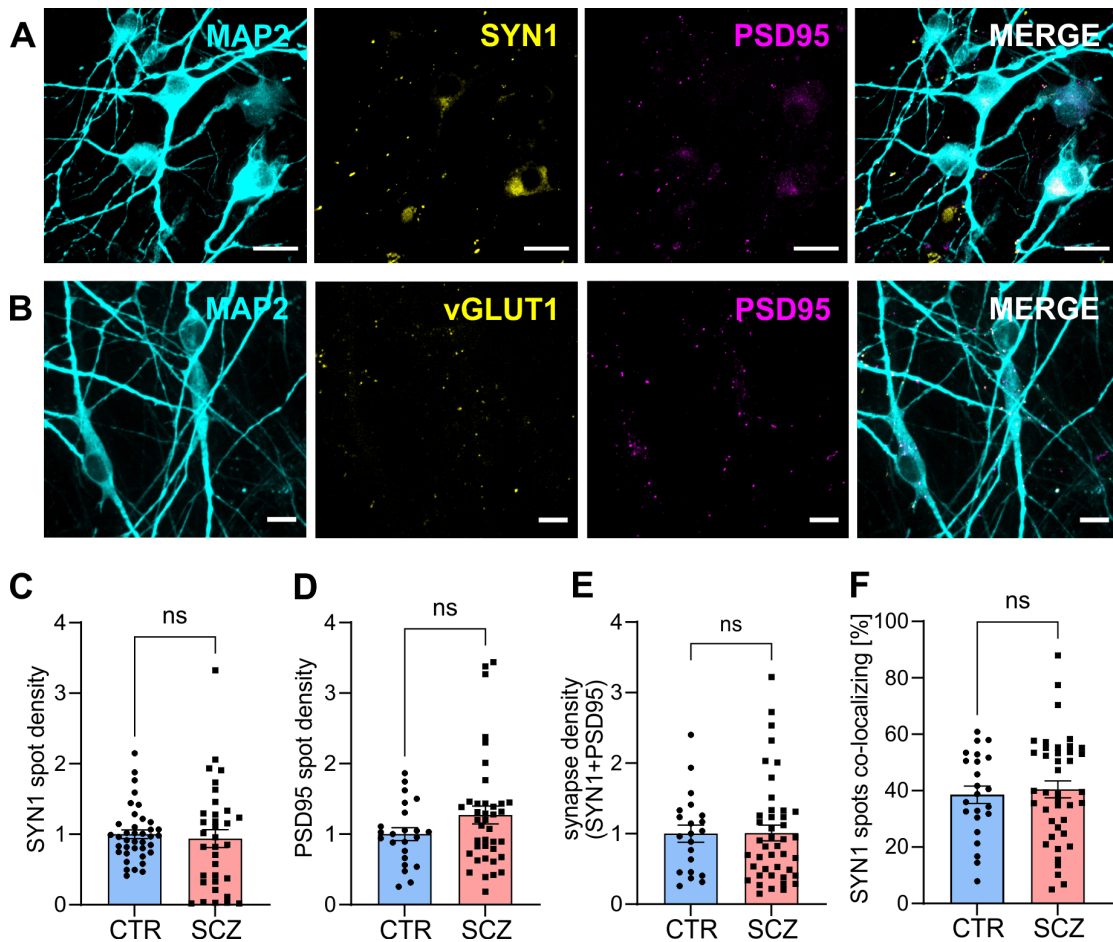 A
MAP2
SYN1
PSD95
MERGE
B
MAP2
vGLUT1
PSD95
MERGE
C
SYN1 spot density
4
3
2
1
0
ns
CTR
SCZ
D
PSD95 spot density
4
3
2
1
0
ns
CTR
SCZ
E
synapse density
(SYN1+PSD95)
4
3
2
1
0
ns
CTR
SCZ
F
SYN1 spots co-localizing [%]
100
80
60
40
20
0
ns
CTR
SCZ